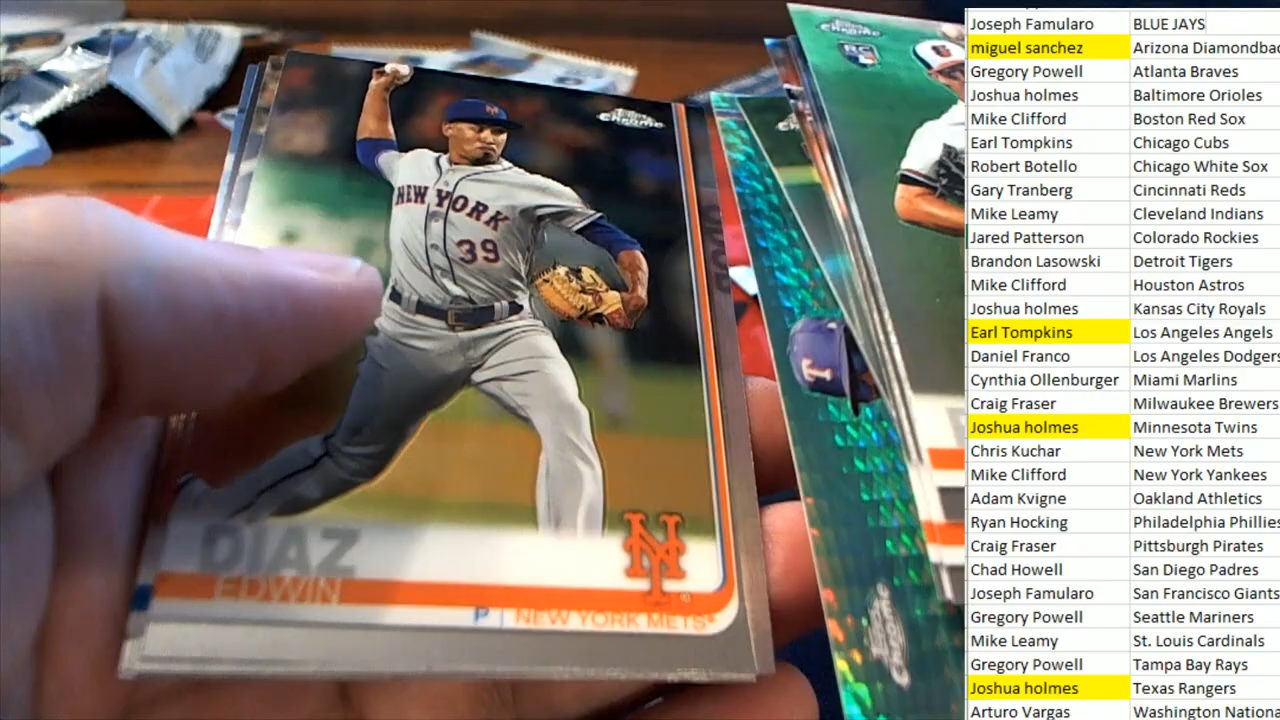 Chrome
NEW YORK
39
DIAZ
EDWIN
P | NEW YORK METS
RC
T
Chrome
Joseph Famularo BLUE JAYS
miguel sanchez Arizona Diamondbac
Gregory Powell Atlanta Braves
Joshua holmes Baltimore Orioles
Mike Clifford Boston Red Sox
Earl Tompkins Chicago Cubs
Robert Botello Chicago White Sox
Gary Tranberg Cincinnati Reds
Mike Leamy Cleveland Indians
Jared Patterson Colorado Rockies
Brandon Lasowski Detroit Tigers
Mike Clifford Houston Astros
Joshua holmes Kansas City Royals
Earl Tompkins Los Angeles Angels
Daniel Franco Los Angeles Dodgers
Cynthia Ollenburger Miami Marlins
Craig Fraser Milwaukee Brewers
Joshua holmes Minnesota Twins
Chris Kuchar New York Mets
Mike Clifford New York Yankees
Adam Kvigne Oakland Athletics
Ryan Hocking Philadelphia Phillies
Craig Fraser Pittsburgh Pirates
Chad Howell San Diego Padres
Joseph Famularo San Francisco Giants
Gregory Powell Seattle Mariners
Mike Leamy St. Louis Cardinals
Gregory Powell Tampa Bay Rays
Joshua holmes Texas Rangers
Arturo Vargas Washington Nationa